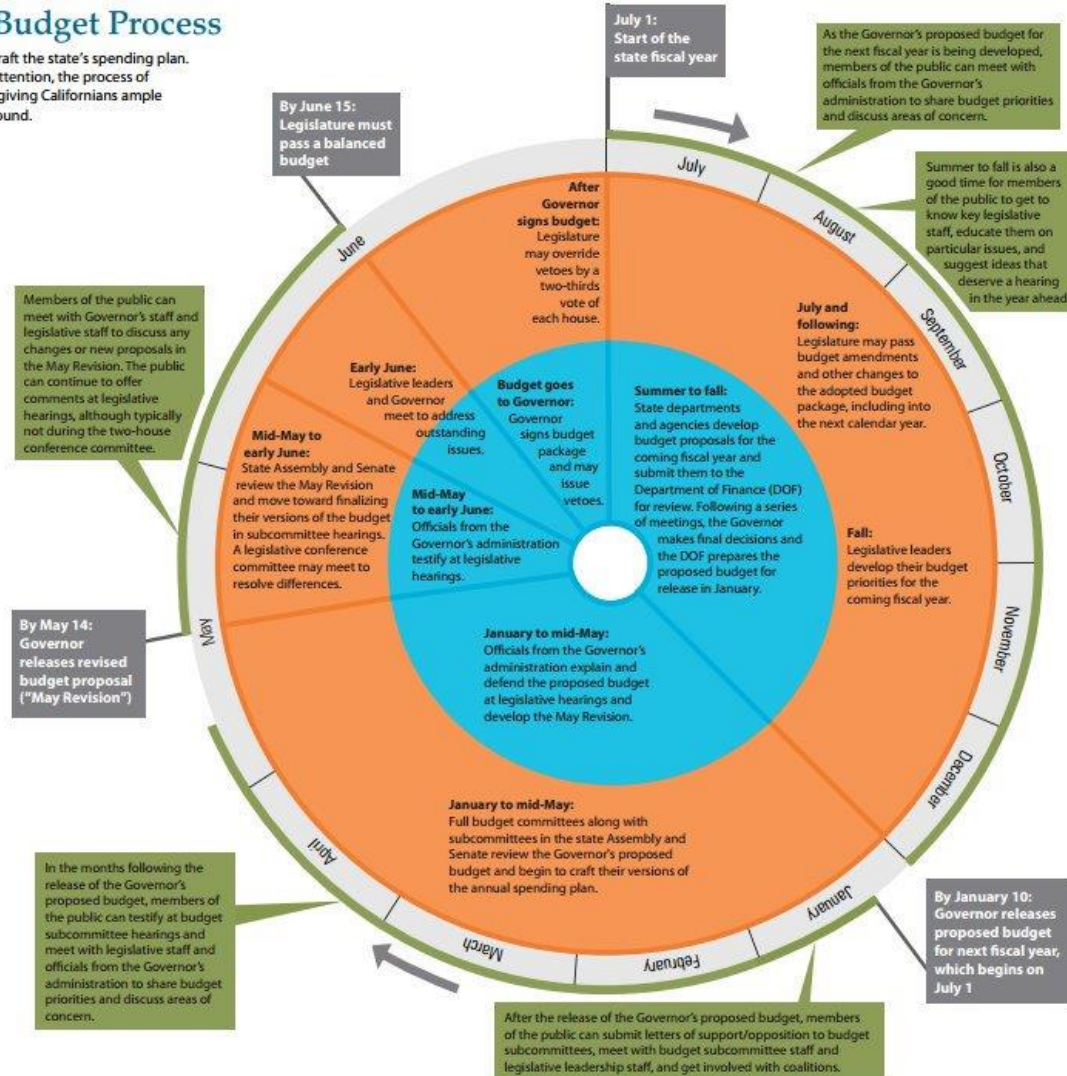 Budget Process
raft the state's spending plan.
ttention, the process of
giving Californians ample
ound.
July 1:
Start of the
state fiscal year
As the Governor's proposed budget for
the next fiscal year is being developed,
members of the public can meet with
officials from the Governor's
administration to share budget priorities
and discuss areas of concern.
By June 15:
Legislature must
pass a balanced
budget
Summer to fall is also a
good time for members
of the public to get to
know key legislative
staff, educate them on
particular issues, and
suggest ideas that
deserve a hearing
in the year ahead
July
August
September
October
November
December
January
February
March
April
May
June
After
Governor
signs budget:
Legislature
may override
vetoes by a
two-thirds
vote of
each house.
July and
following:
Legislature may pass
budget amendments
and other changes to
the adopted budget
package, including into
the next calendar year.
Members of the public can
meet with Governor's staff and
legislative staff to discuss any
changes or new proposals in
the May Revision. The public
can continue to offer
comments at legislative
hearings, although typically
not during the two-house
conference committee.
Early June:
Legislative leaders
and Governor
meet to address
outstanding
issues.
Budget goes
to Governor:
Governor
signs budget
package
and may
issue
vetoes.
Summer to fall:
State departments
and agencies develop
budget proposals for the
coming fiscal year and
submit them to the
Department of Finance (DOF)
for review. Following a series
of meetings, the Governor
makes final decisions and
the DOF prepares the
proposed budget for
release in January.
Mid-May to
early June:
State Assembly and Senate
review the May Revision
and move toward finalizing
their versions of the budget
in subcommittee hearings.
A legislative conference
committee may meet to
resolve differences.
Mid-May
to early June:
Officials from the
Governor's administration
testify at legislative
hearings.
Fall:
Legislative leaders
develop their budget
priorities for the
coming fiscal year.
By May 14:
Governor
releases revised
budget proposal
("May Revision")
January to mid-May:
Officials from the Governor's
administration explain and
defend the proposed budget
at legislative hearings and
develop the May Revision.
January to mid-May:
Full budget committees along with
subcommittees in the state Assembly and
Senate review the Governor's proposed
budget and begin to craft their versions of
the annual spending plan.
In the months following the
release of the Governor's
proposed budget, members of
the public can testify at budget
subcommittee hearings and
meet with legislative staff and
officials from the Governor's
administration to share budget
priorities and discuss areas of
concern.
By January 10:
Governor releases
proposed budget
for next fiscal year,
which begins on
July 1
After the release of the Governor's proposed budget, members
of the public can submit letters of support/opposition to budget
subcommittees, meet with budget subcommittee staff and
legislative leadership staff, and get involved with coalitions.